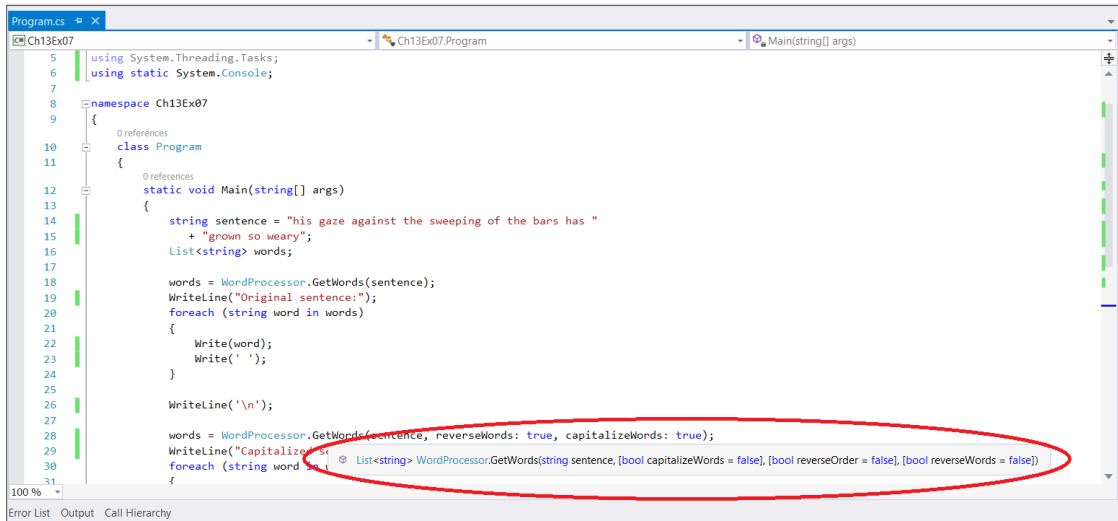 Program.cs
Ch13Ex07 Ch13Ex07.Program Main(string[] args)
5 using System.Threading.Tasks;
6 using static System.Console;
7
8 namespace Ch13Ex07
9 {
0 references
10 class Program
11 {
0 references
12 static void Main(string[] args)
13 {
14 string sentence = "his gaze against the sweeping of the bars has "
15 + "grown so weary";
16 List<string> words;
17
18 words = WordProcessor.GetWords(sentence);
19 WriteLine("Original sentence:");
20 foreach (string word in words)
21 {
22 Write(word);
23 Write(' ');
24 }
25
26 WriteLine('\n');
27
28 words = WordProcessor.GetWords(sentence, reverseWords: true, capitalizeWords: true);
29 WriteLine("Capitalized
List<string> WordProcessor.GetWords(string sentence, [bool capitalizeWords = false], [bool reverseOrder = false], [bool reverseWords = false])
30 foreach (string word in
31 {
100 %
Error List Output Call Hierarchy